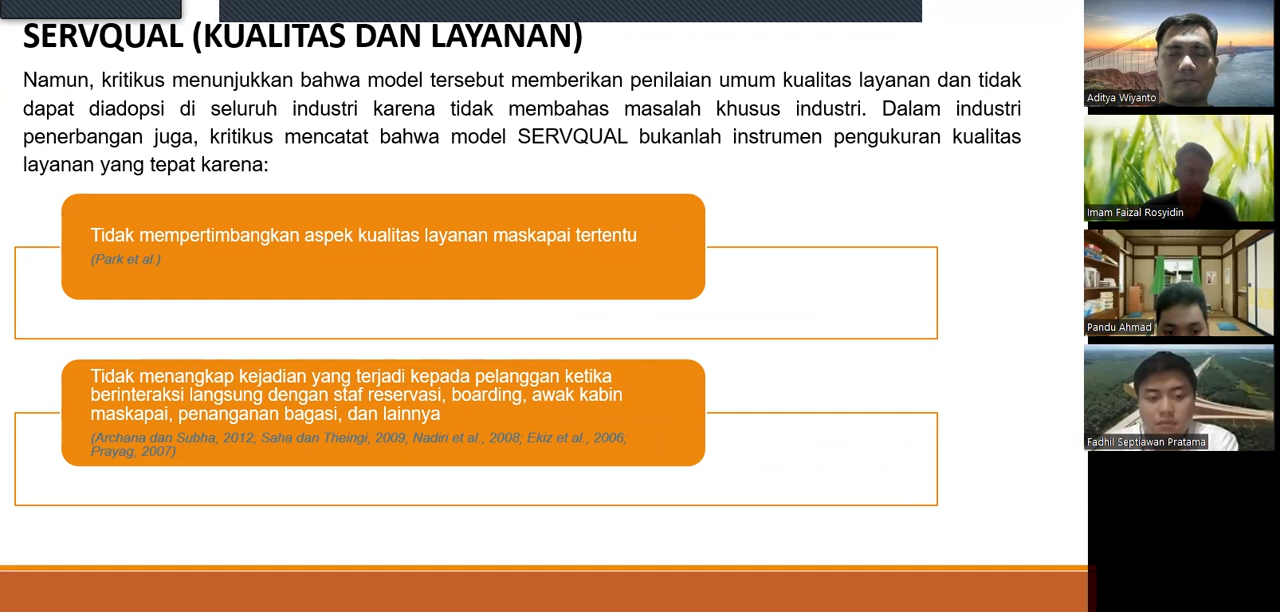 SERVQUAL (KUALITAS DAN LAYANAN)
Namun, kritikus menunjukkan bahwa model tersebut memberikan penilaian umum kualitas layanan dan tidak
dapat diadopsi di seluruh industri karena tidak membahas masalah khusus industri. Dalam industri
penerbangan juga, kritikus mencatat bahwa model SERVQUAL bukanlah instrumen pengukuran kualitas
layanan yang tepat karena:
Tidak mempertimbangkan aspek kualitas layanan maskapai tertentu
(Park et al.)
Tidak menangkap kejadian yang terjadi kepada pelanggan ketika
berinteraksi langsung dengan staf reservasi, boarding, awak kabin
maskapai, penanganan bagasi, dan lainnya
(Archana dan Subha, 2012; Saha dan Theingi, 2009; Nadiri et al., 2008; Ekiz et al., 2006;
Prayag, 2007)
Aditya Wiyanto
Imam Faizal Rosyidin
Pandu Ahmad
Fadhil Septiawan Pratama